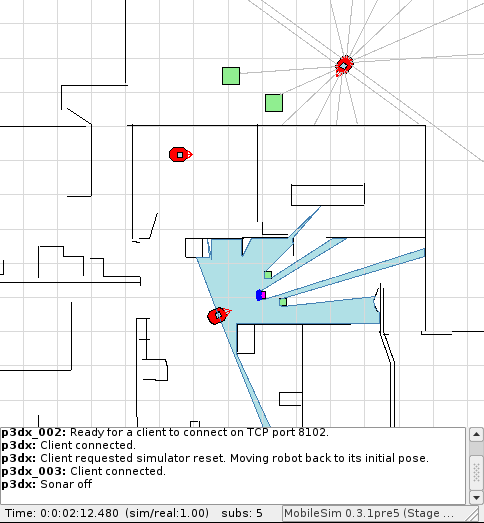 p3dx_002: Ready for a client to connect on TCP port 8102.
p3dx: Client connected.
p3dx: Client requested simulator reset. Moving robot back to its initial pose.
p3dx_003: Client connected.
p3dx: Sonar off
Time: 0:0:02:12.480 (sim/real:1.00) subs: 5 MobileSim 0.3.1pre5 (Stage ...